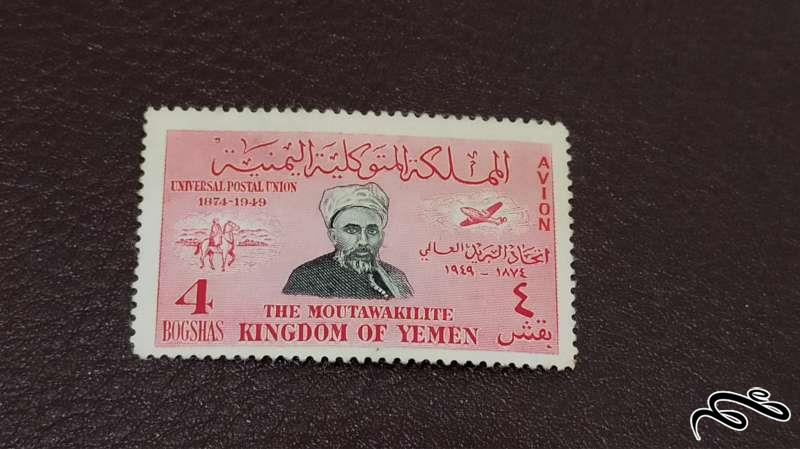 المملكة المتوكلية اليمنية
UNIVERSAL POSTAL UNION
1874-1949
AVION
اتحاد البريد العالمي
١٨٧٤ - ١٩٤٩
4
BOGSHAS
THE MOUTAWAKILITE
KINGDOM OF YEMEN
٤
بقش